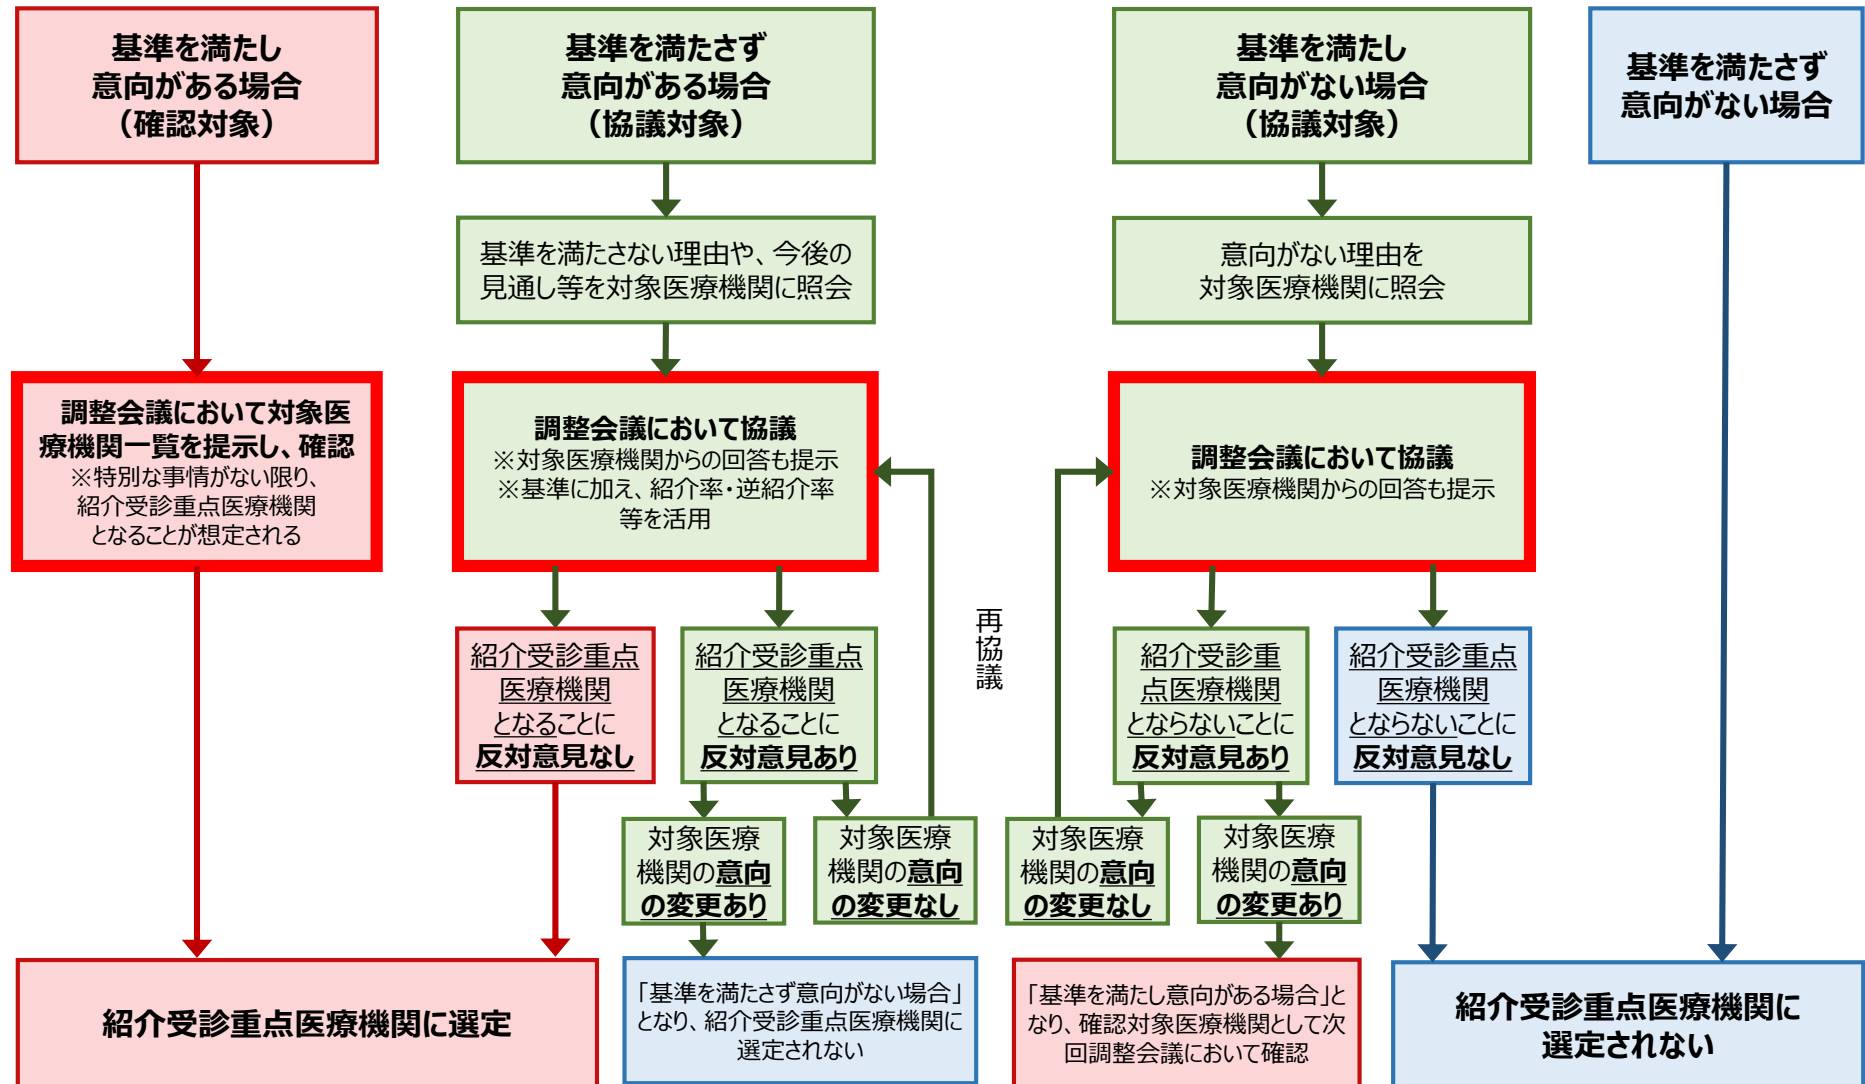 基準を満たし
意向がある場合
（確認対象）
基準を満たさず
意向がある場合
（協議対象）
基準を満たし
意向がない場合
（協議対象）
基準を満たさず
意向がない場合
基準を満たさない理由や、今後の
見通し等を対象医療機関に照会
意向がない理由を
対象医療機関に照会
調整会議において対象医
療機関一覧を提示し、確認
※特別な事情がない限り、
紹介受診重点医療機関
となることが想定される
調整会議において協議
※対象医療機関からの回答も提示
※基準に加え、紹介率・逆紹介率
等を活用
調整会議において協議
※対象医療機関からの回答も提示
再協議
紹介受診重点
医療機関
となることに
反対意見なし
紹介受診重点
医療機関
となることに
反対意見あり
紹介受診重
点医療機関
とならないことに
反対意見あり
紹介受診重点
医療機関
とならないことに
反対意見なし
対象医療
機関の意向
の変更あり
対象医療
機関の意向
の変更なし
対象医療
機関の意向
の変更なし
対象医療
機関の意向
の変更あり
紹介受診重点医療機関に選定
「基準を満たさず意向がない場合」
となり、紹介受診重点医療機関に
選定されない
「基準を満たし意向がある場合」と
なり、確認対象医療機関として次
回調整会議において確認
紹介受診重点医療機関に
選定されない